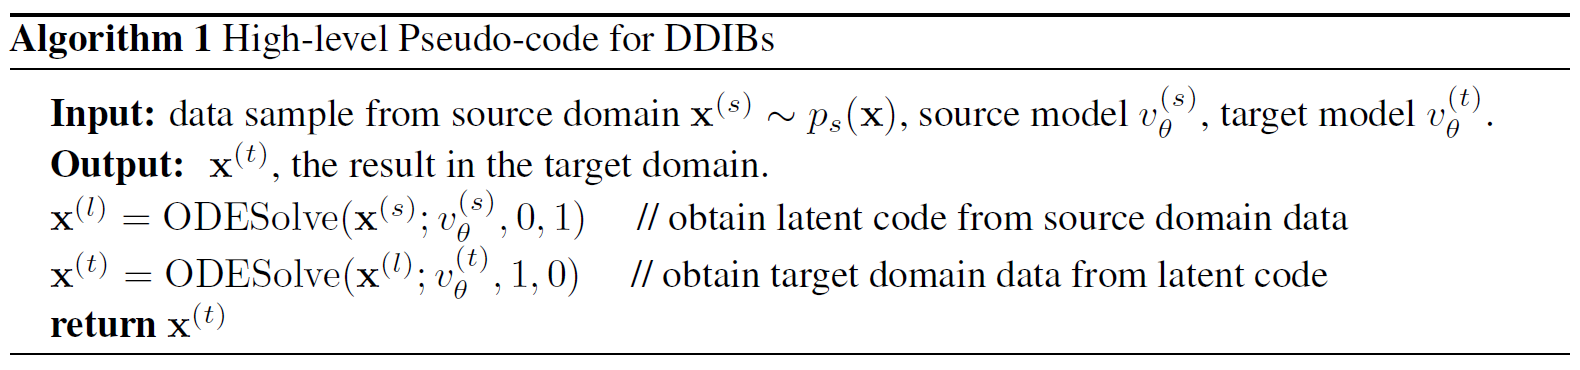 Algorithm 1 High-level Pseudo-code for DDIBs
Input: data sample from source domain $\mathbf{x}^{(s)} \sim p_s(\mathbf{x})$, source model $v_\theta^{(s)}$, target model $v_\theta^{(t)}$.
Output: $\mathbf{x}^{(t)}$, the result in the target domain.
$\mathbf{x}^{(l)} = \mathrm{ODESolve}(\mathbf{x}^{(s)}; v_\theta^{(s)}, 0, 1)$ // obtain latent code from source domain data
$\mathbf{x}^{(t)} = \mathrm{ODESolve}(\mathbf{x}^{(l)}; v_\theta^{(t)}, 1, 0)$ // obtain target domain data from latent code
return $\mathbf{x}^{(t)}$